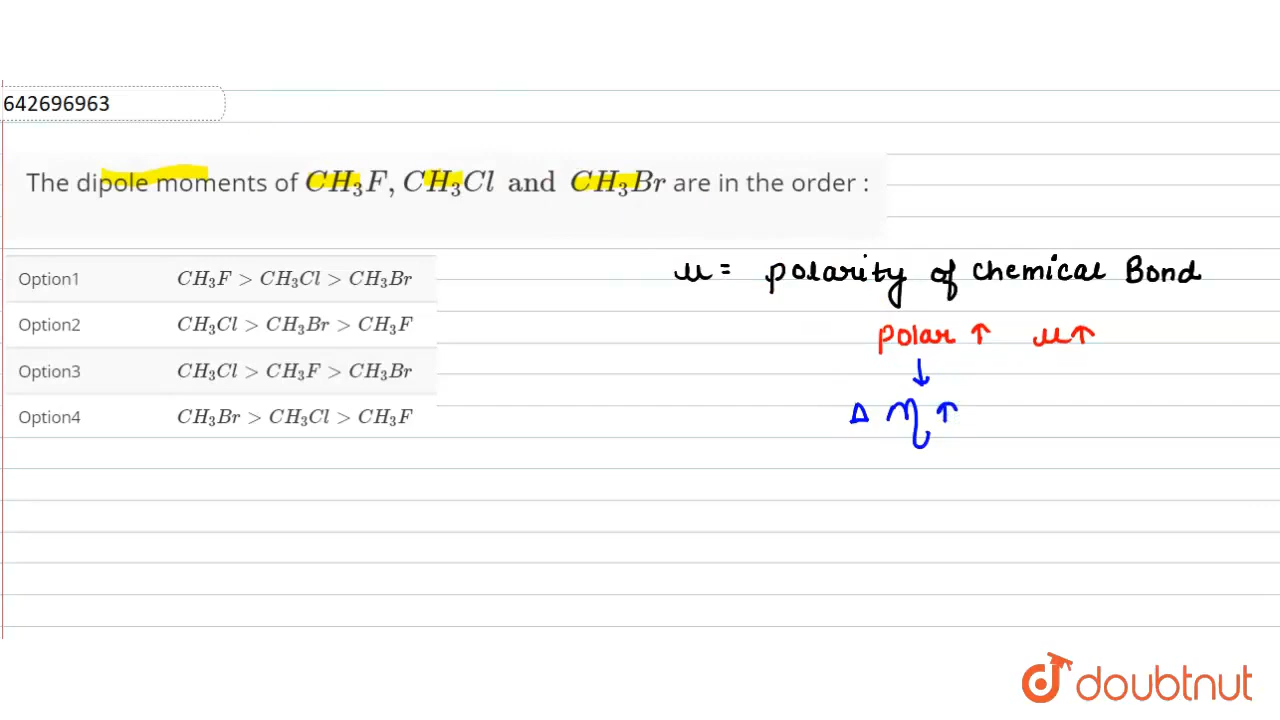 642696963
The dipole moments of CH₃F, CH₃Cl and CH₃Br are in the order :
Option1 CH₃F > CH₃Cl > CH₃Br
Option2 CH₃Cl > CH₃Br > CH₃F
Option3 CH₃Cl > CH₃F > CH₃Br
Option4 CH₃Br > CH₃Cl > CH₃F
μ = polarity of chemical Bond
polar ↑ μ↑
↓
Δ η ↑
doubtnut